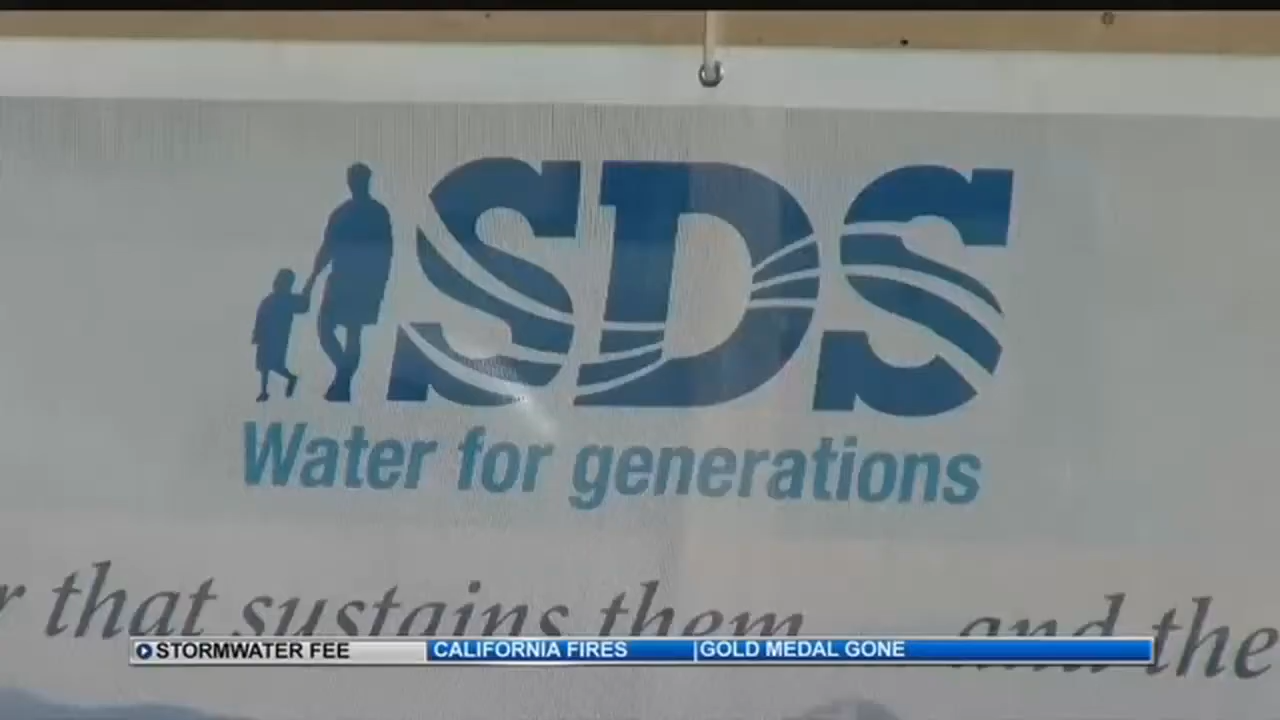 SDS
Water for generations
that sustains them and the
STORMWATER FEE CALIFORNIA FIRES GOLD MEDAL GONE